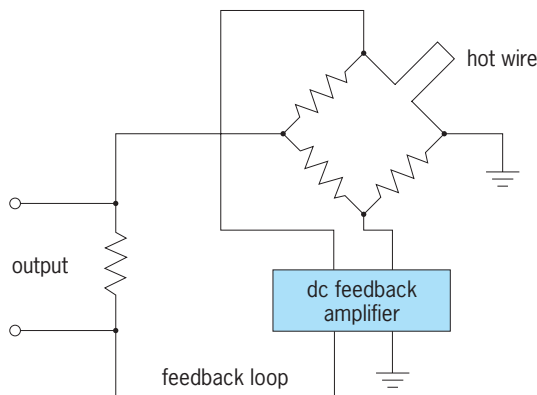 hot wire
output
dc feedback
amplifier
feedback loop